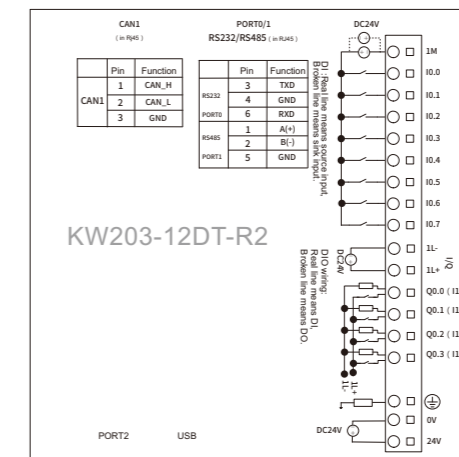 CAN1
( in Rj45 )
Pin Function
CAN1
1 CAN_H
2 CAN_L
3 GND
PORT0/1
RS232/RS485 ( in RJ45 )
Pin Function
RS232
PORT0
3 TXD
4 GND
6 RXD
RS485
PORT1
1 A(+)
2 B(-)
5 GND
DI :Real line means source input,
Broken line means sink input.
DC24V
1M
I0.0
I0.1
I0.2
I0.3
I0.4
I0.5
I0.6
I0.7
KW203-12DT-R2
DC24V
1L-
1L+
I/Q
DIO wiring:
Real line means DI,
Broken line means DO.
Q0.0 ( I1
Q0.1 ( I1
Q0.2 ( I1
Q0.3 ( I1
1L-
1L+
DC24V
0V
24V
PORT2 USB